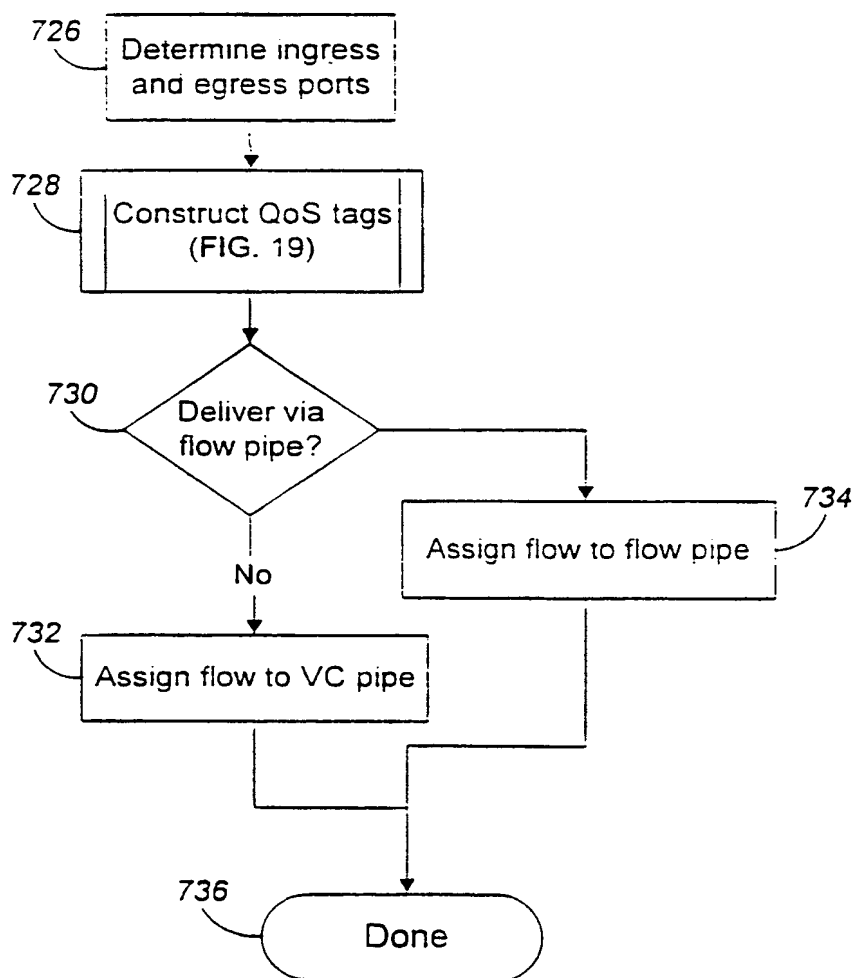 726
Determine ingress
and egress ports
728
Construct QoS tags
(FIG. 19)
730
Deliver via
flow pipe?
734
Assign flow to flow pipe
No
732
Assign flow to VC pipe
736
Done